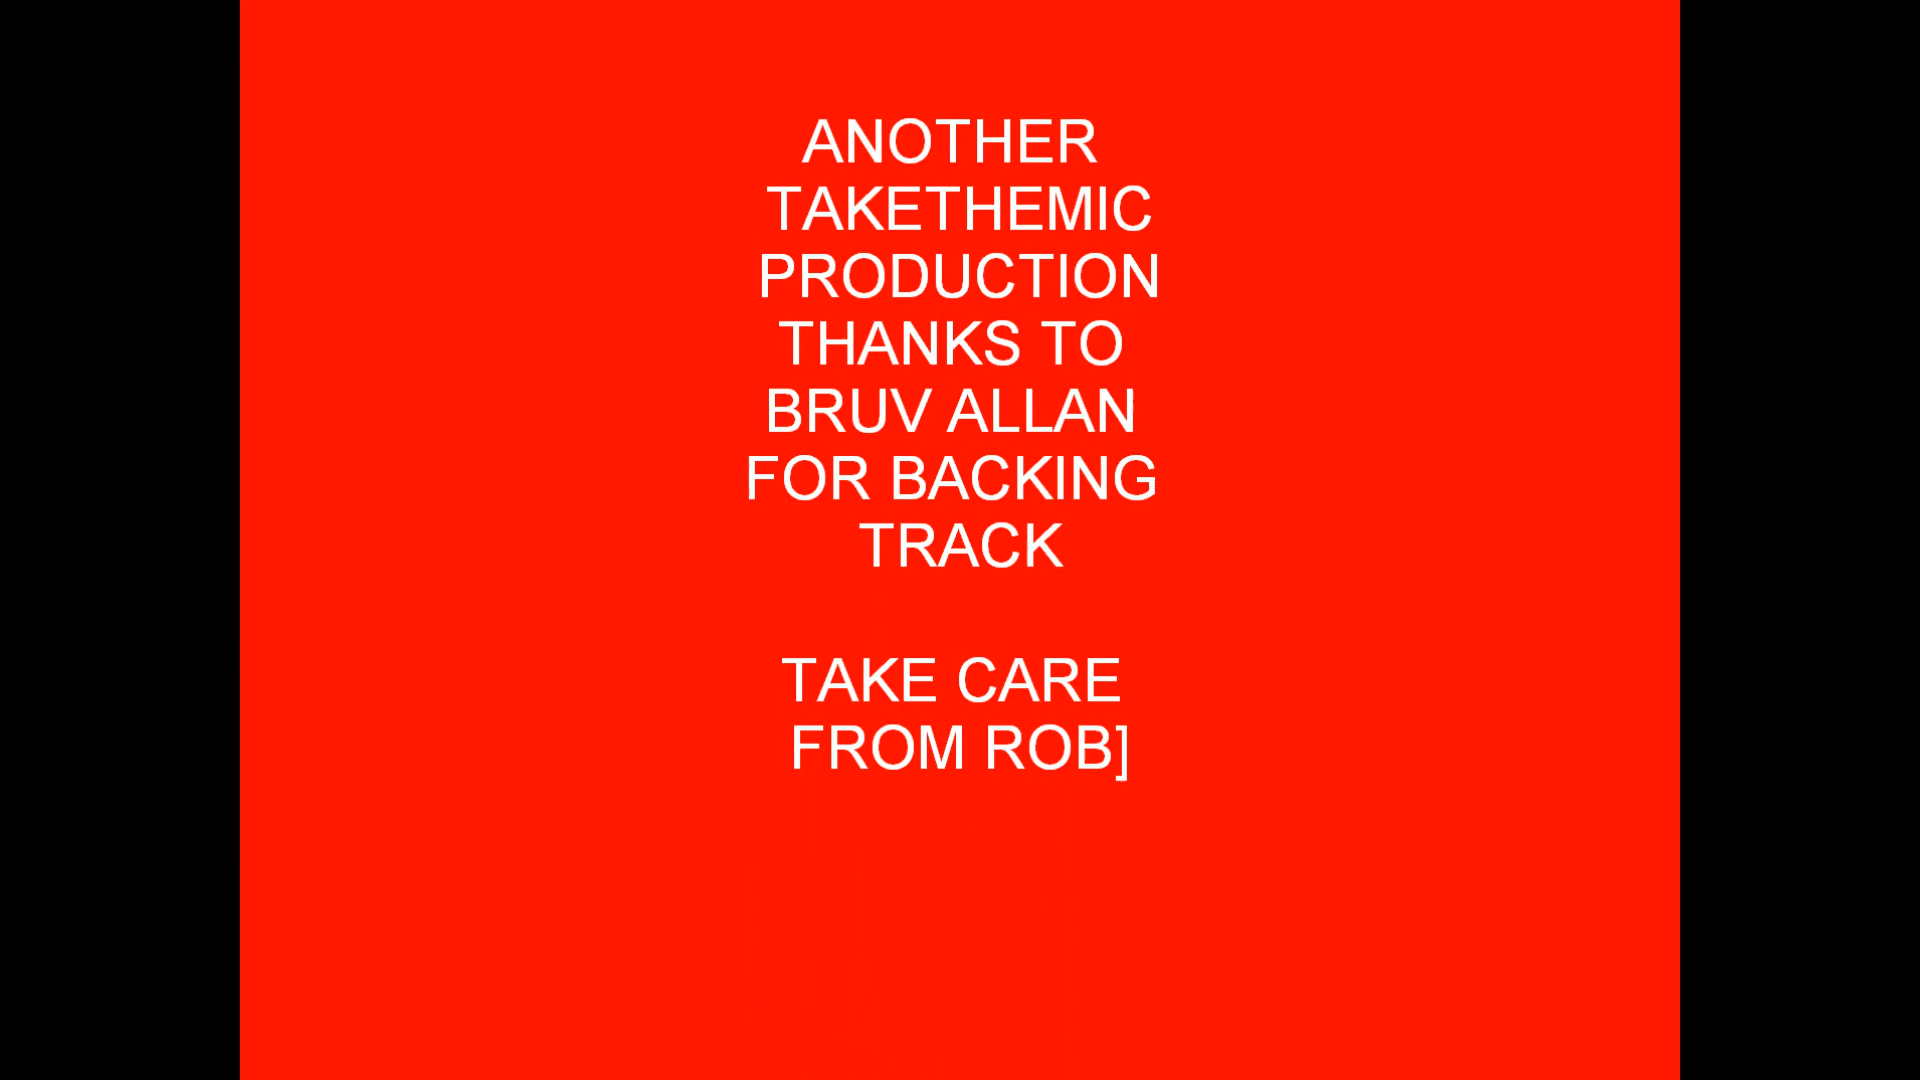 ANOTHER
TAKETHEMIC
PRODUCTION
THANKS TO
BRUV ALLAN
FOR BACKING
TRACK
TAKE CARE
FROM ROB]